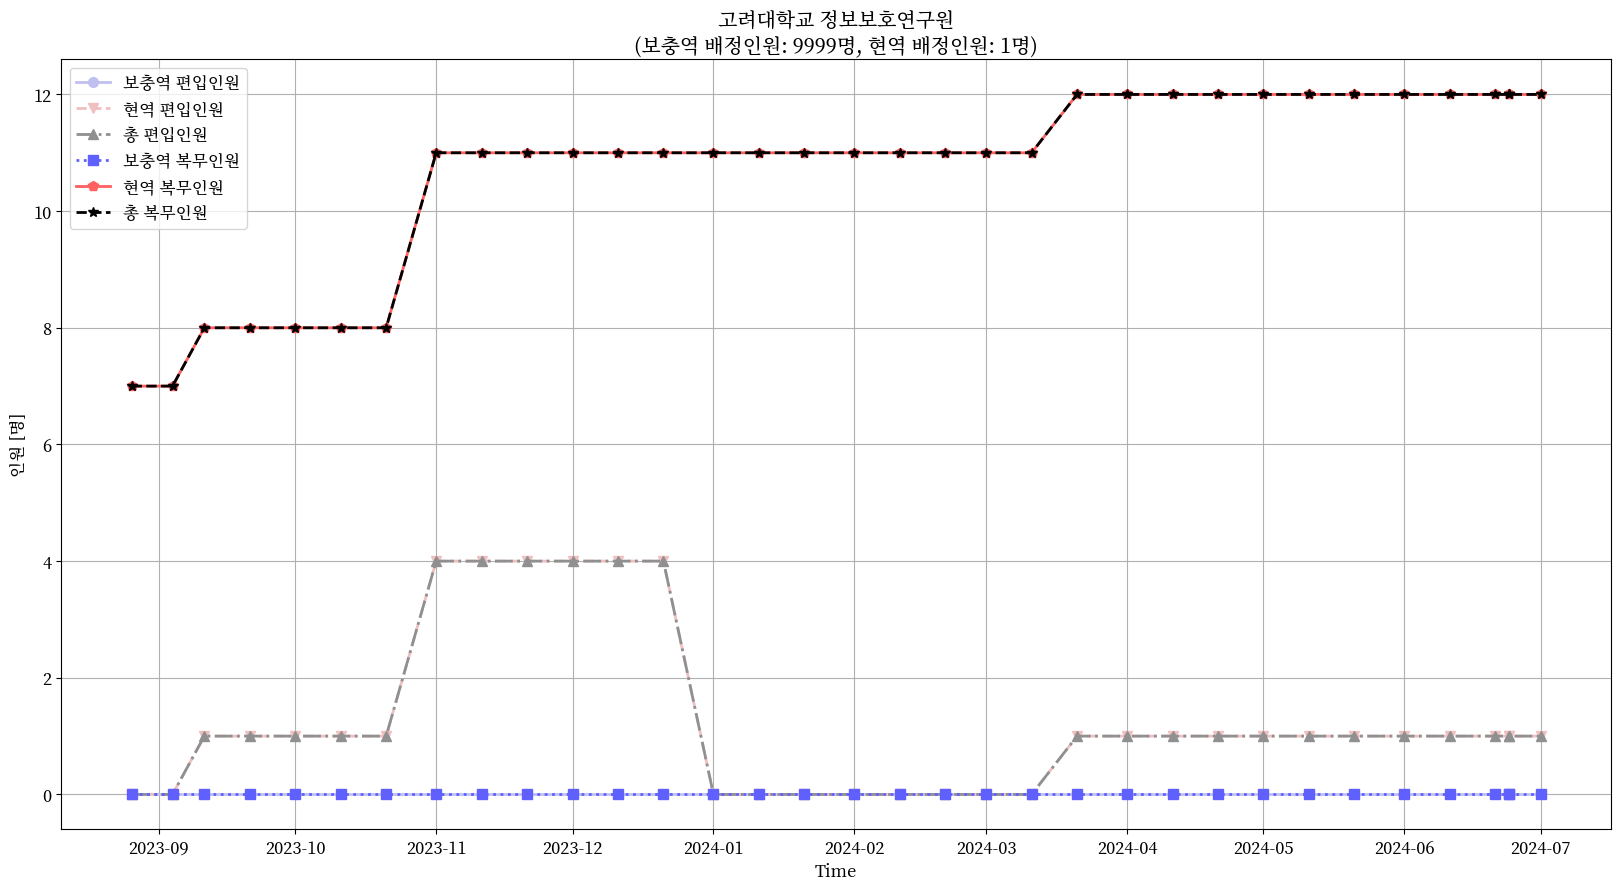 고려대학교 정보보호연구원
(보충역 배정인원: 9999명, 현역 배정인원: 1명)
보충역 편입인원
현역 편입인원
총 편입인원
보충역 복무인원
현역 복무인원
총 복무인원
12
10
8
6
4
2
0
인원 [명]
2023-09
2023-10
2023-11
2023-12
2024-01
2024-02
2024-03
2024-04
2024-05
2024-06
2024-07
Time